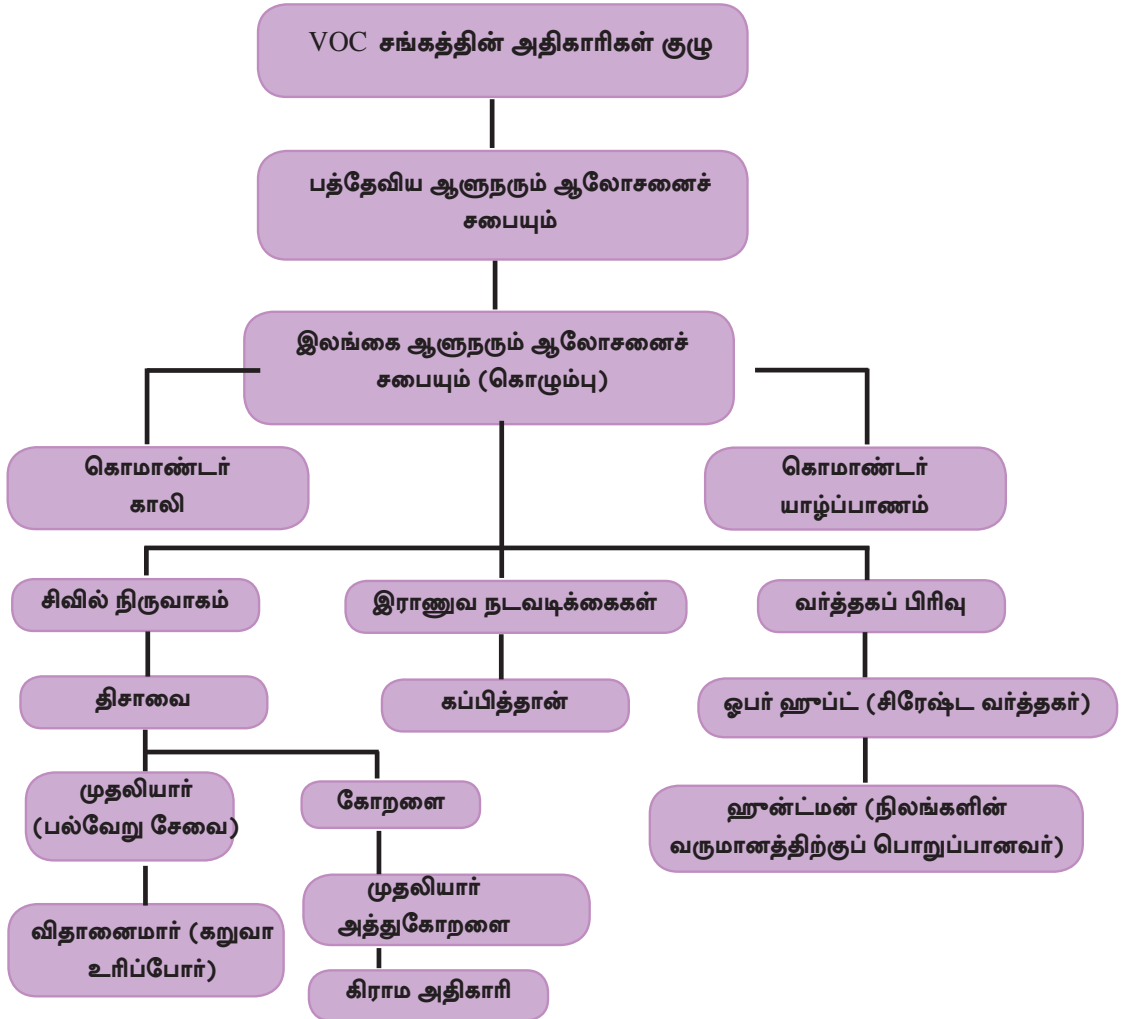 VOC சங்கத்தின் அதிகாரிகள் குழு
பத்தேவிய ஆளுநரும் ஆலோசனைச்
சபையும்
இலங்கை ஆளுநரும் ஆலோசனைச்
சபையும் (கொழும்பு)
கொமாண்டர்
காலி
கொமாண்டர்
யாழ்ப்பாணம்
சிவில் நிருவாகம்
இராணுவ நடவடிக்கைகள்
வர்த்தகப் பிரிவு
திசாவை
கப்பித்தான்
ஓபர் ஹுப்ட் (சிரேஷ்ட வர்த்தகர்)
முதலியார்
(பல்வேறு சேவை)
கோறளை
ஹுன்ட்மன் (நிலங்களின்
வருமானத்திற்குப் பொறுப்பானவர்)
முதலியார்
அத்துகோறளை
விதானைமார் (கறுவா
உரிப்போர்)
கிராம அதிகாரி